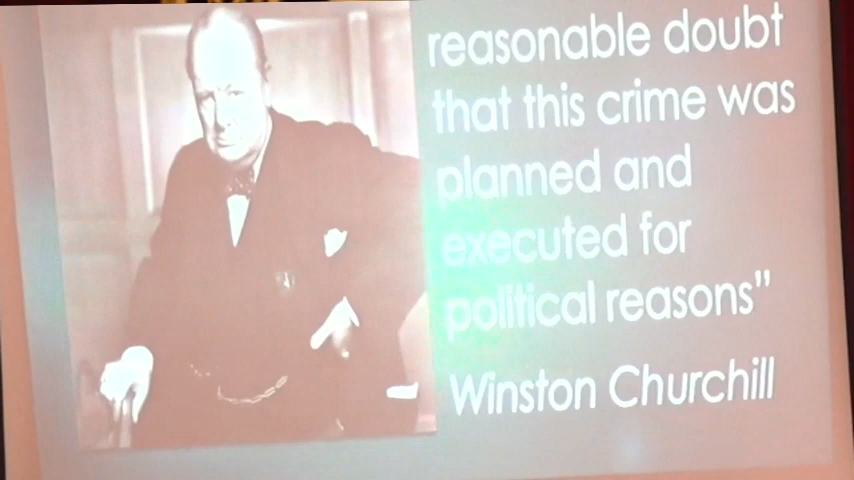 reasonable doubt
that this crime was
planned and
executed for
political reasons”
Winston Churchill